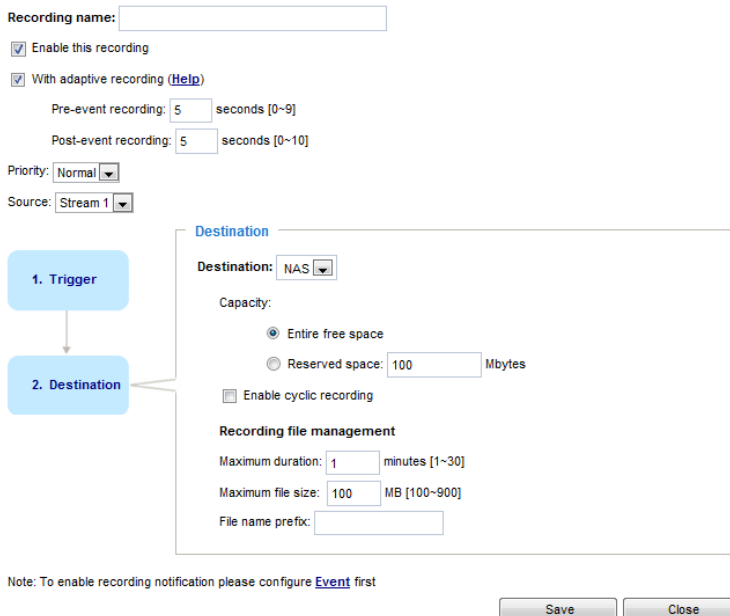 Recording name:
Enable this recording
With adaptive recording (Help)
Pre-event recording: 5 seconds [0~9]
Post-event recording: 5 seconds [0~10]
Priority: Normal
Source: Stream 1
1. Trigger
2. Destination
Destination
Destination: NAS
Capacity:
Entire free space
Reserved space: 100 Mbytes
Enable cyclic recording
Recording file management
Maximum duration: 1 minutes [1~30]
Maximum file size: 100 MB [100~900]
File name prefix:
Note: To enable recording notification please configure Event first
Save Close